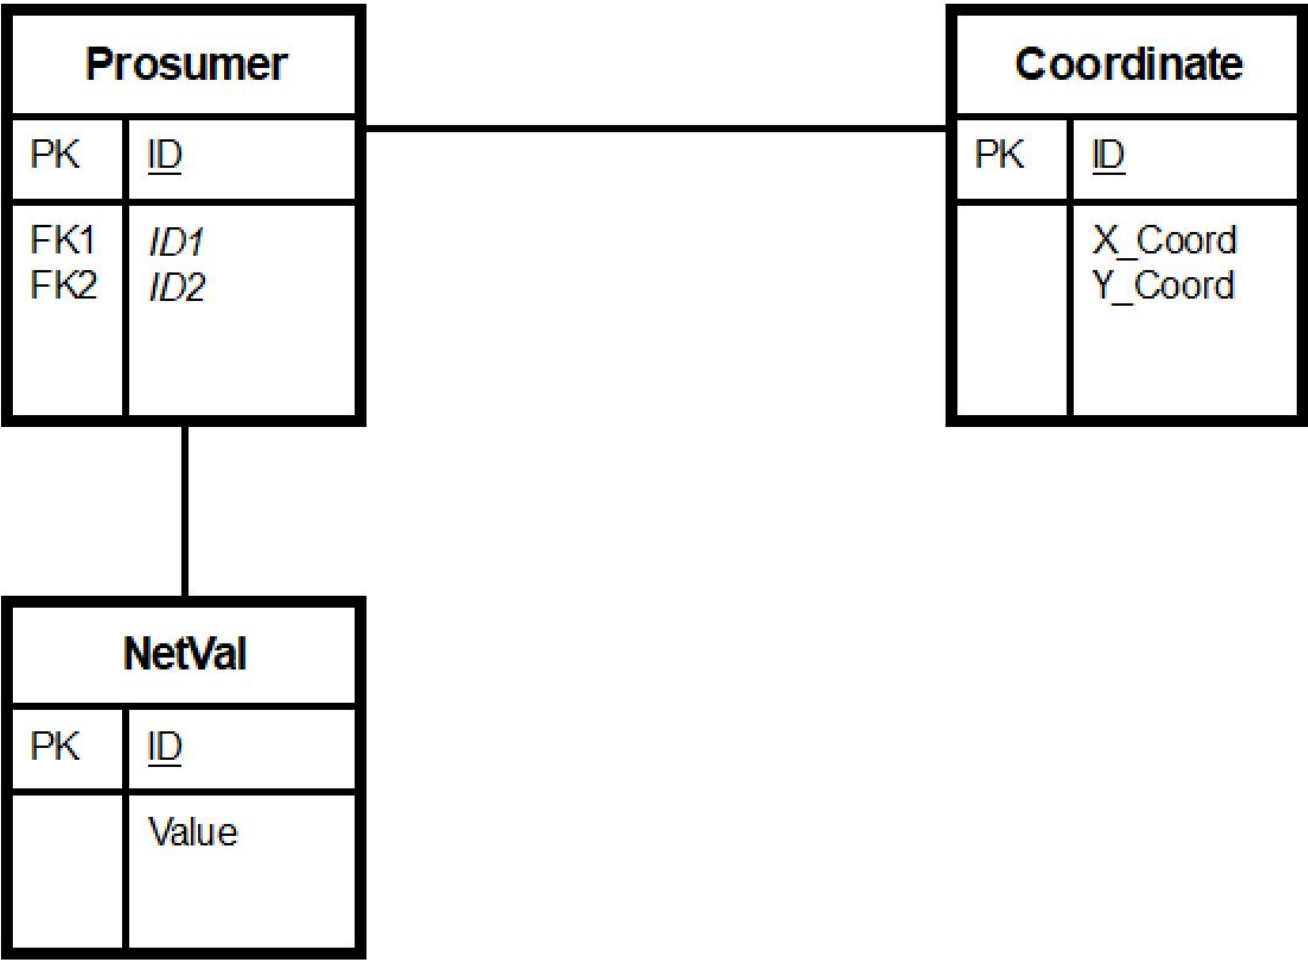 Prosumer
PK ID
FK1 ID1
FK2 ID2
Coordinate
PK ID
X_Coord
Y_Coord
NetVal
PK ID
Value